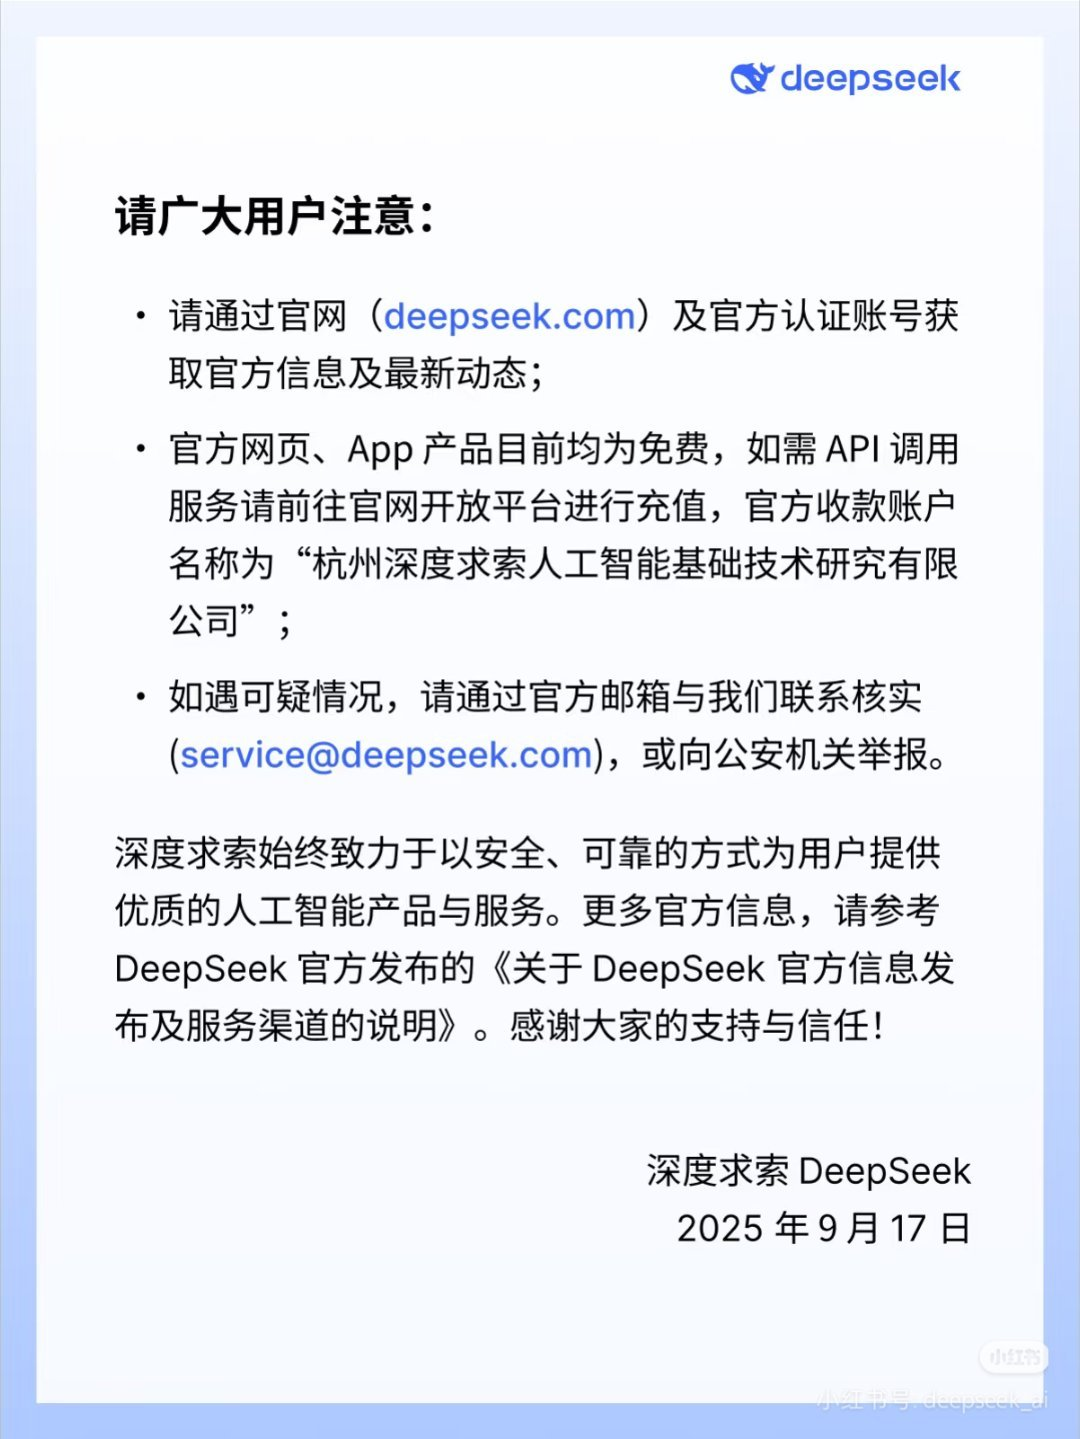 deepseek
请广大用户注意：
· 请通过官网（deepseek.com）及官方认证账号获
取官方信息及最新动态；
· 官方网页、App 产品目前均为免费，如需 API 调用
服务请前往官网开放平台进行充值，官方收款账户
名称为“杭州深度求索人工智能基础技术研究有限
公司”；
· 如遇可疑情况，请通过官方邮箱与我们联系核实
(service@deepseek.com)，或向公安机关举报。
深度求索始终致力于以安全、可靠的方式为用户提供
优质的人工智能产品与服务。更多官方信息，请参考
DeepSeek 官方发布的《关于 DeepSeek 官方信息发
布及服务渠道的说明》。感谢大家的支持与信任！
深度求索 DeepSeek
2025 年 9 月 17 日
小红书
小红书号: deepseek_ai